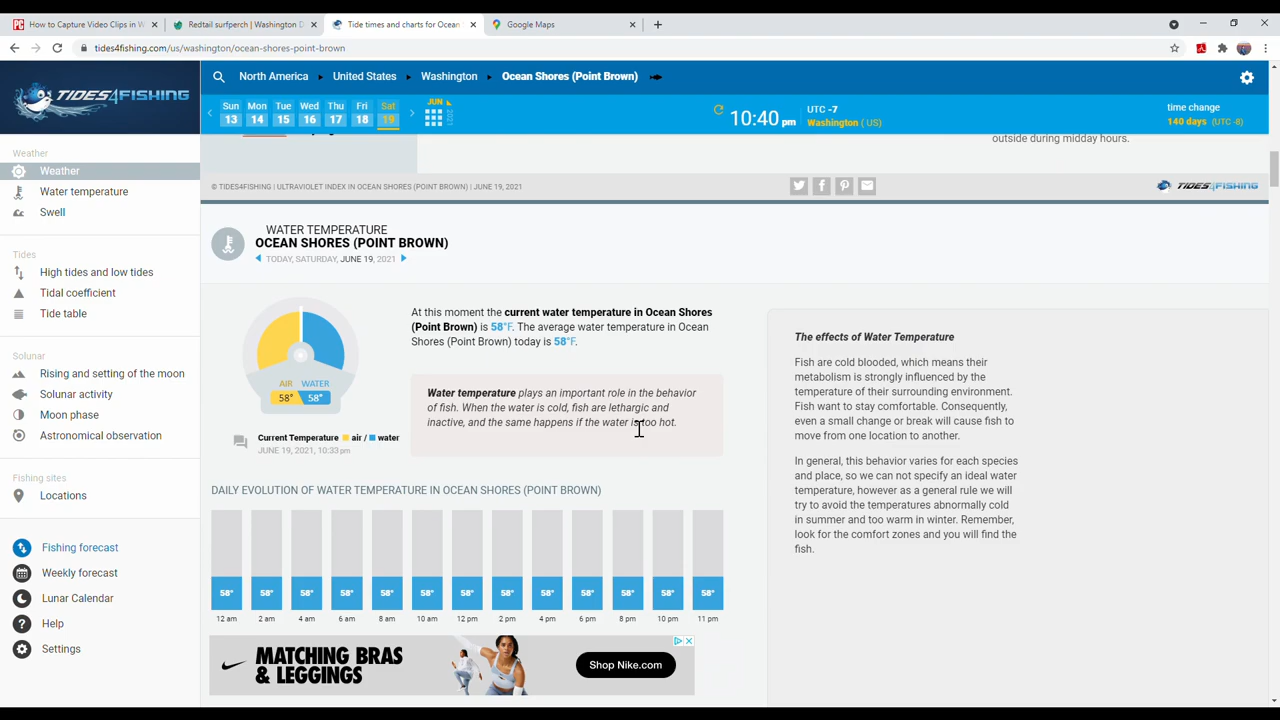 How to Capture Video Clips in W
Redtail surfperch | Washington D
Tide times and charts for Ocean
Google Maps
tides4fishing.com/us/washington/ocean-shores-point-brown
TIDES4FISHING
North America
United States
Washington
Ocean Shores (Point Brown)
Sun Mon Tue Wed Thu Fri Sat
13 14 15 16 17 18 19
JUN
2021
10:40 pm
UTC -7
Washington ( US)
time change
140 days (UTC -8)
Weather
Weather
Water temperature
Swell
Tides
High tides and low tides
Tidal coefficient
Tide table
Solunar
Rising and setting of the moon
Solunar activity
Moon phase
Astronomical observation
Fishing sites
Locations
Fishing forecast
Weekly forecast
Lunar Calendar
Help
Settings
outside during midday hours.
© TIDES4FISHING | ULTRAVIOLET INDEX IN OCEAN SHORES (POINT BROWN) | JUNE 19, 2021
TIDES4FISHING
WATER TEMPERATURE
OCEAN SHORES (POINT BROWN)
TODAY, SATURDAY, JUNE 19, 2021
AIR WATER
58° 58°
Current Temperature air / water
JUNE 19, 2021, 10:33 pm
At this moment the current water temperature in Ocean Shores
(Point Brown) is 58°F. The average water temperature in Ocean
Shores (Point Brown) today is 58°F.
Water temperature plays an important role in the behavior
of fish. When the water is cold, fish are lethargic and
inactive, and the same happens if the water is too hot.
The effects of Water Temperature
Fish are cold blooded, which means their
metabolism is strongly influenced by the
temperature of their surrounding environment.
Fish want to stay comfortable. Consequently,
even a small change or break will cause fish to
move from one location to another.
In general, this behavior varies for each species
and place, so we can not specify an ideal water
temperature, however as a general rule we will
try to avoid the temperatures abnormally cold
in summer and too warm in winter. Remember,
look for the comfort zones and you will find the
fish.
DAILY EVOLUTION OF WATER TEMPERATURE IN OCEAN SHORES (POINT BROWN)
58° 58° 58° 58° 58° 58° 58° 58° 58° 58° 58° 58° 58°
12 am 2 am 4 am 6 am 8 am 10 am 12 pm 2 pm 4 pm 6 pm 8 pm 10 pm 11 pm
MATCHING BRAS
& LEGGINGS
Shop Nike.com